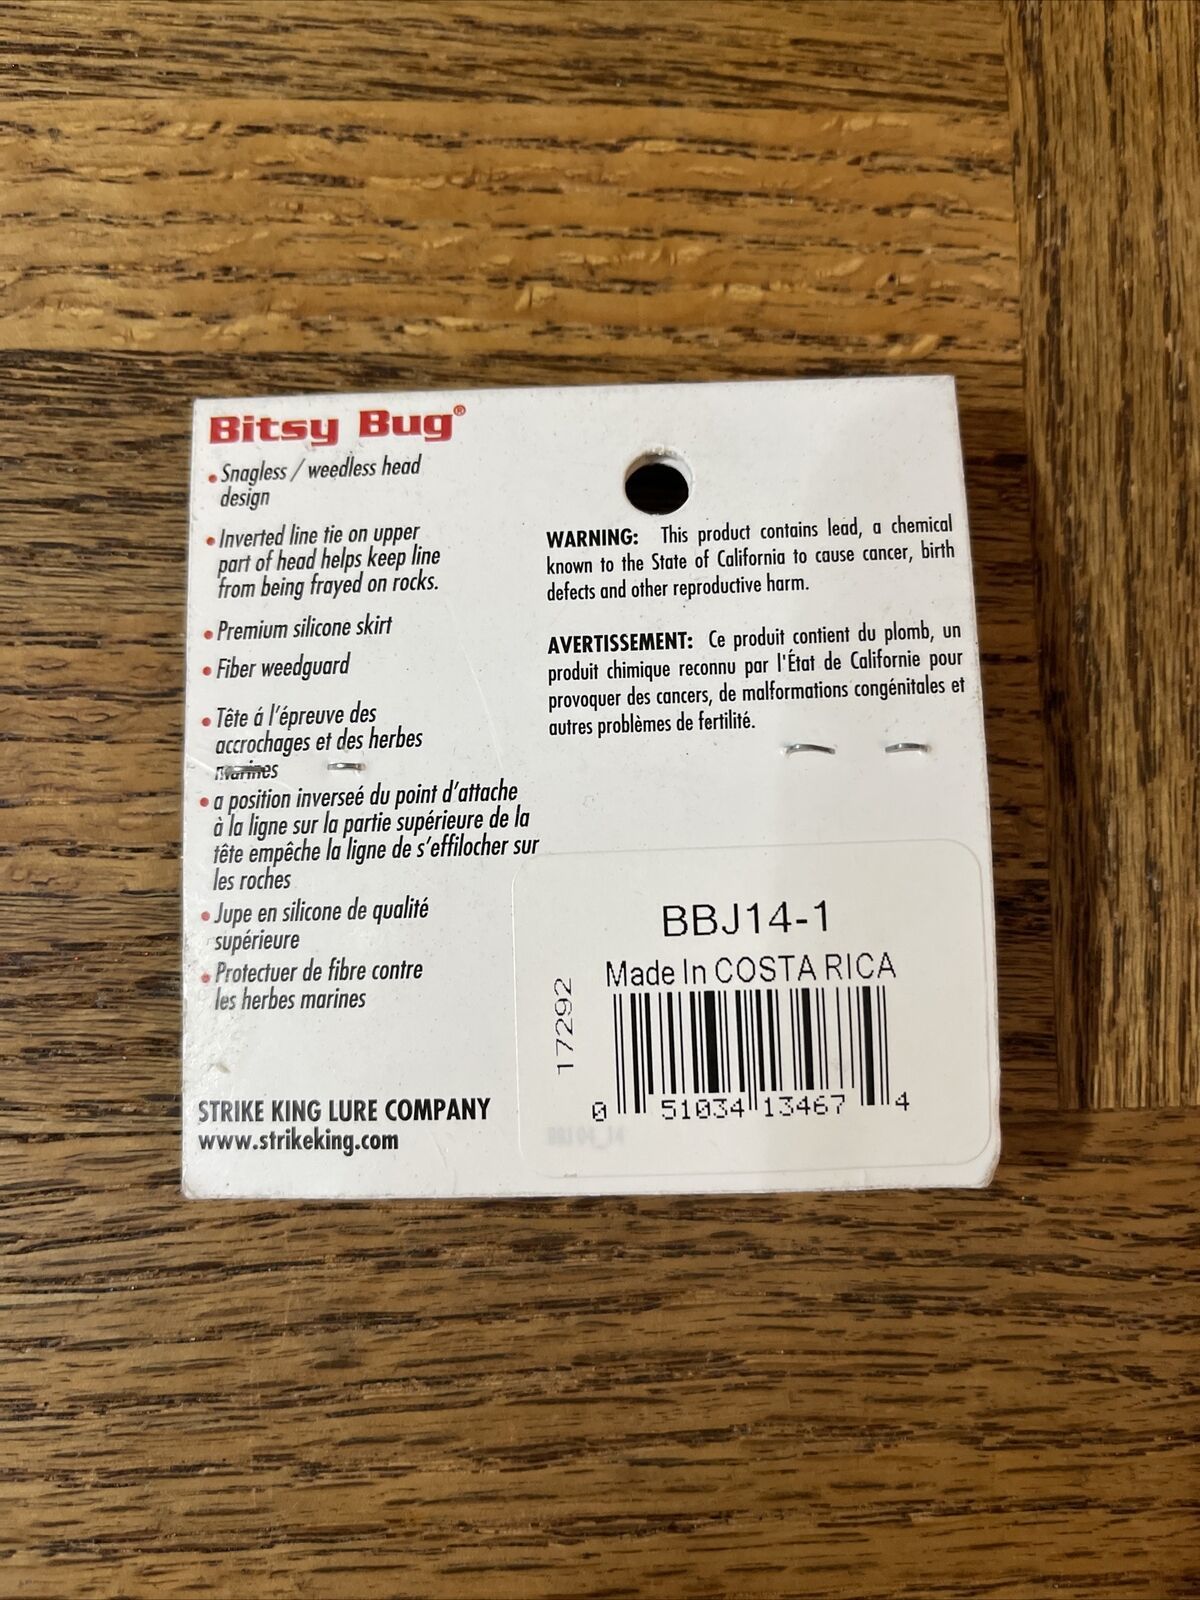 Bitsy Bug®
• Snagless / weedless head
design
• Inverted line tie on upper
part of head helps keep line
from being frayed on rocks.
• Premium silicone skirt
• Fiber weedguard
• Tête á l'épreuve des
accrochages et des herbes
marines
• a position inverseé du point d'attache
à la ligne sur la partie supérieure de la
tête empêche la ligne de s'effilocher sur
les roches
• Jupe en silicone de qualité
supérieure
• Protectuer de fibre contre
les herbes marines
STRIKE KING LURE COMPANY
www.strikeking.com
WARNING: This product contains lead, a chemical
known to the State of California to cause cancer, birth
defects and other reproductive harm.
AVERTISSEMENT: Ce produit contient du plomb, un
produit chimique reconnu par l'État de Californie pour
provoquer des cancers, de malformations congénitales et
autres problèmes de fertilité.
BBJ14-1
Made In COSTA RICA
17292
0 51034 13467 4